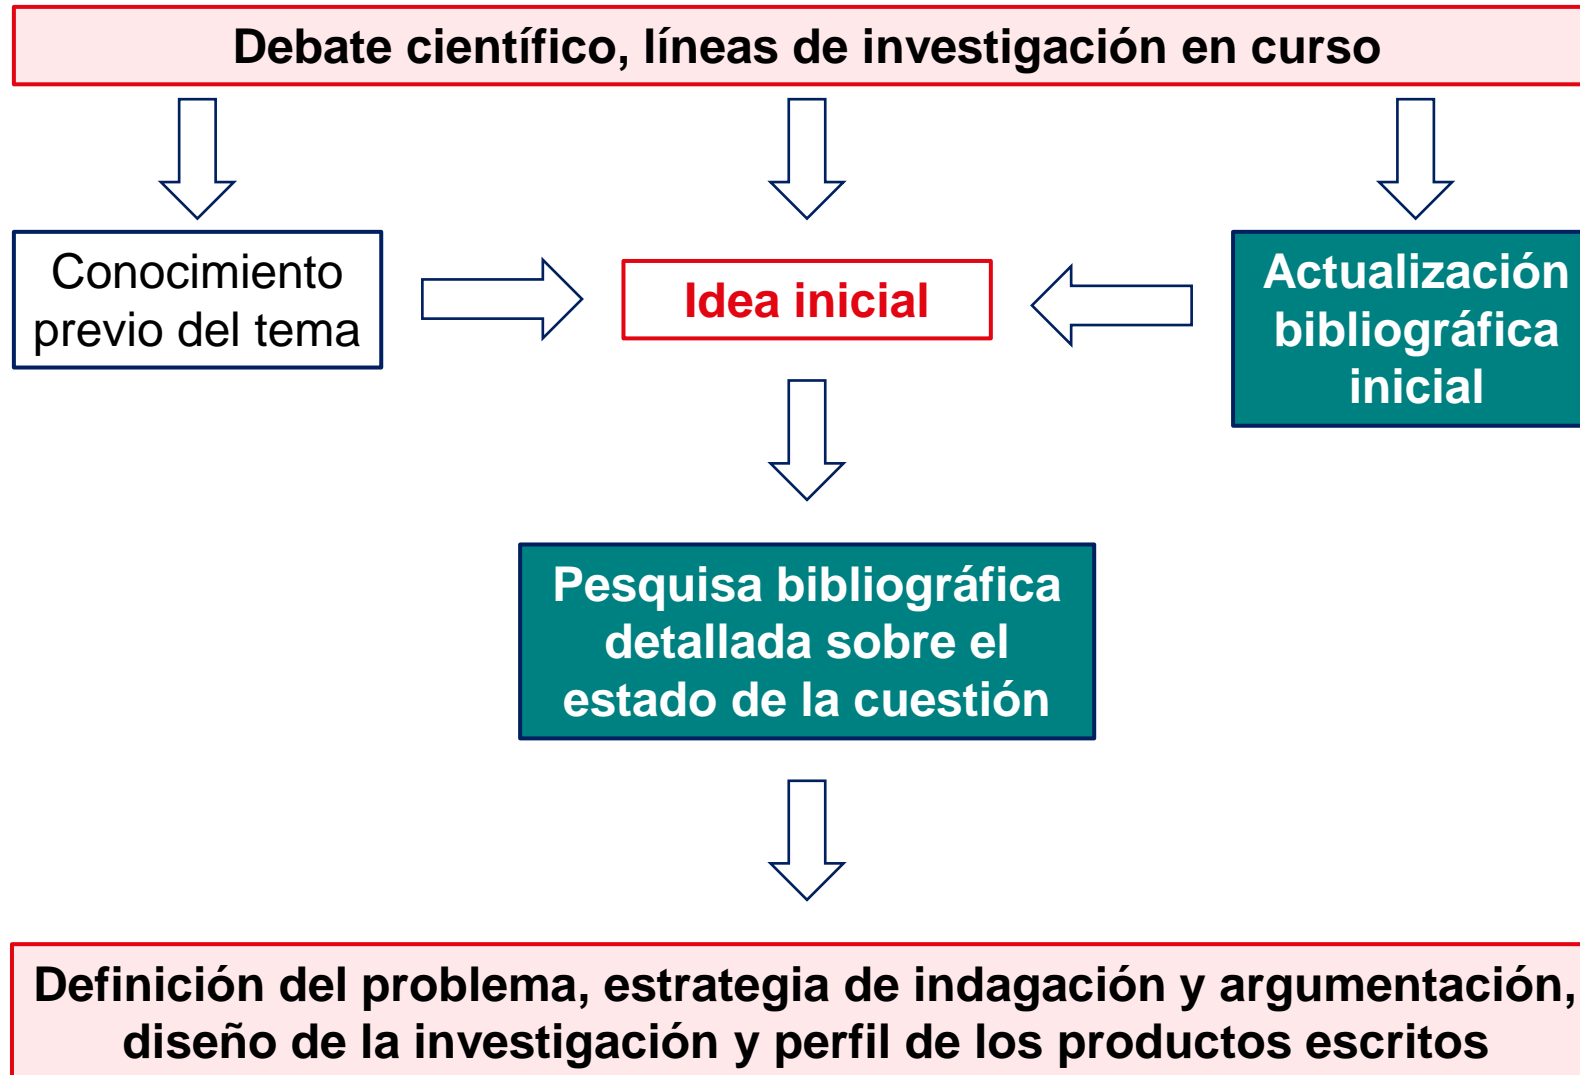 Debate científico, líneas de investigación en curso
Conocimiento
previo del tema
Idea inicial
Actualización
bibliográfica
inicial
Pesquisa bibliográfica
detallada sobre el
estado de la cuestión
Definición del problema, estrategia de indagación y argumentación,
diseño de la investigación y perfil de los productos escritos